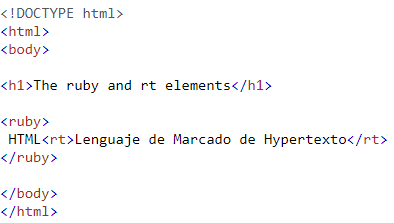 <!DOCTYPE html>
<html>
<body>
<h1>The ruby and rt elements</h1>
<ruby>
HTML<rt>Lenguaje de Marcado de Hypertexto</rt>
</ruby>
</body>
</html>